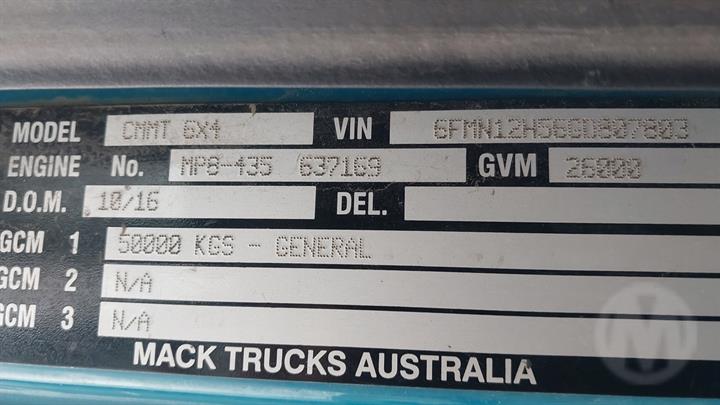 MODEL CMMT 6X4 VIN 6FMN12H56GD807803
ENGINE No. MP8-435 637169 GVM 26000
D.O.M. 10/16 DEL.
GCM 1 50000 KGS - GENERAL
GCM 2 N/A
GCM 3 N/A
MACK TRUCKS AUSTRALIA
M